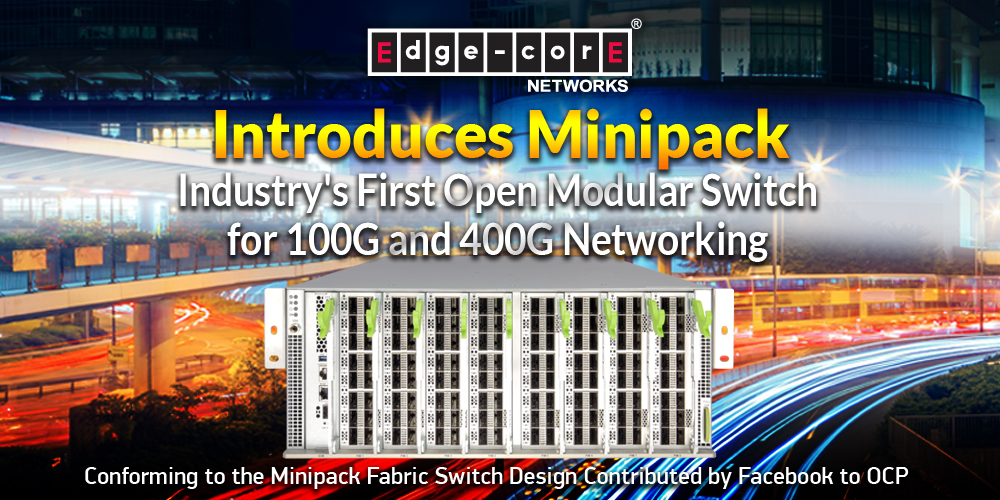 Edge-corE®
NETWORKS
Introduces Minipack
Industry's First Open Modular Switch
for 100G and 400G Networking
Conforming to the Minipack Fabric Switch Design Contributed by Facebook to OCP